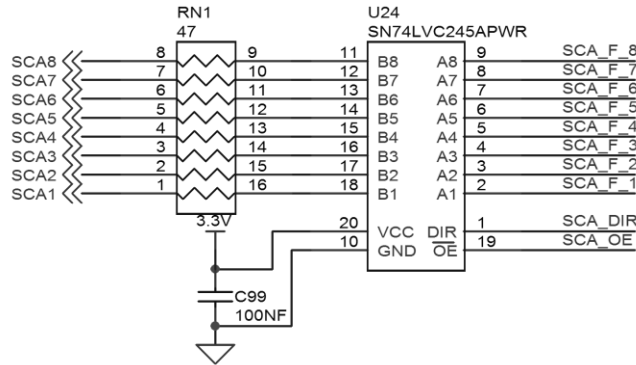 RN1 U24
47 SN74LVC245APWR
SCA8 8 9 11 B8 A8 9 SCA_F_8
SCA7 7 10 12 B7 A7 8 SCA_F_7
SCA6 6 11 13 B6 A6 7 SCA_F_6
SCA5 5 12 14 B5 A5 6 SCA_F_5
SCA4 4 13 15 B4 A4 5 SCA_F_4
SCA3 3 14 16 B3 A3 4 SCA_F_3
SCA2 2 15 17 B2 A2 3 SCA_F_2
SCA1 1 16 18 B1 A1 2 SCA_F_1
3.3V 20 VCC DIR 1 SCA_DIR
10 GND OE 19 SCA_OE
C99
100NF